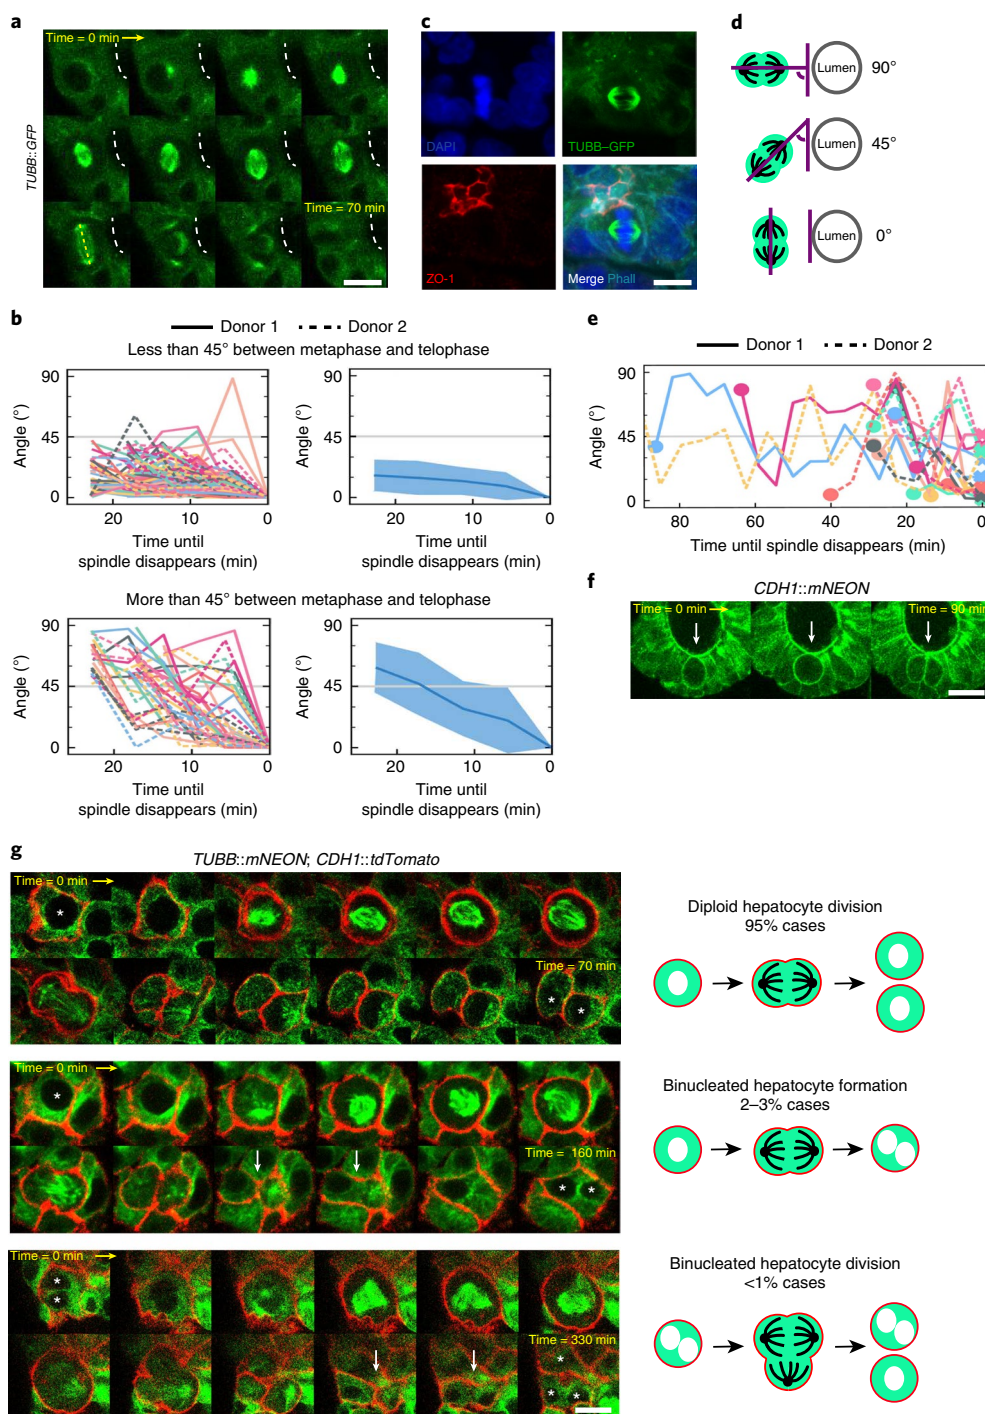 a
Time = 0 min
TUBB::GFP
Time = 70 min
c
DAPI
TUBB–GFP
ZO-1
Merge Phall
d
Lumen
90°
Lumen
45°
Lumen
0°
b
Donor 1
Donor 2
Less than 45° between metaphase and telophase
90
45
0
Angle (°)
20
10
0
Time until
spindle disappears (min)
90
45
0
Angle (°)
20
10
0
Time until
spindle disappears (min)
More than 45° between metaphase and telophase
90
45
0
Angle (°)
20
10
0
Time until
spindle disappears (min)
90
45
0
Angle (°)
20
10
0
Time until
spindle disappears (min)
e
Donor 1
Donor 2
90
45
0
Angle (°)
80
60
40
20
0
Time until spindle disappears (min)
f
CDH1::mNEON
Time = 0 min
Time = 90 min
g
TUBB::mNEON; CDH1::tdTomato
Time = 0 min
*
Time = 70 min
* *
Diploid hepatocyte division
95% cases
Time = 0 min
*
Time = 160 min
* *
Binucleated hepatocyte formation
2–3% cases
Time = 0 min
*
*
Time = 330 min
*
* *
Binucleated hepatocyte division
<1% cases